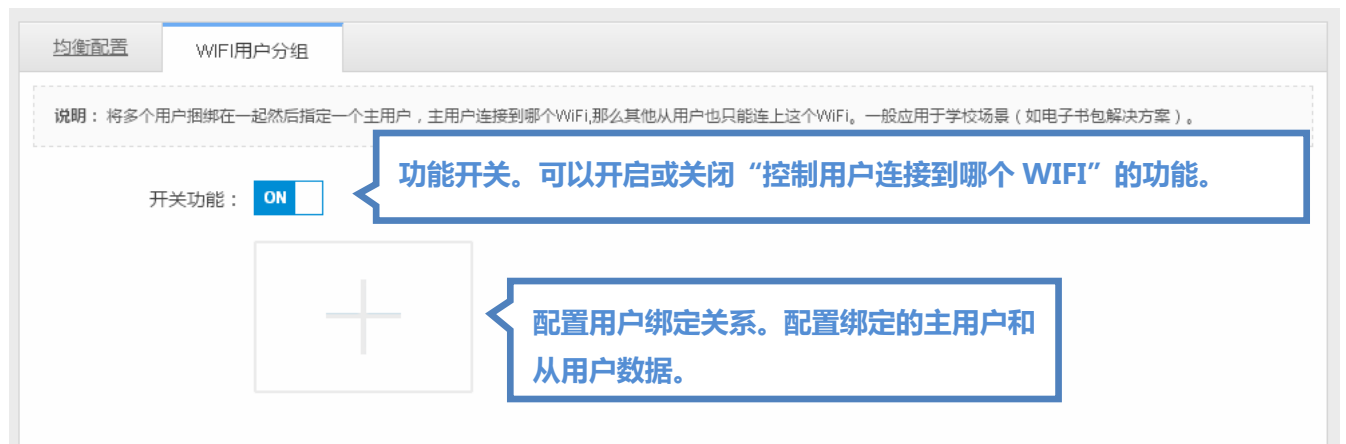 均衡配置
WIFI用户分组
说明：将多个用户捆绑在一起然后指定一个主用户，主用户连接到哪个WiFi,那么其他从用户也只能连上这个WiFi。一般应用于学校场景（如电子书包解决方案）。
功能开关。可以开启或关闭“控制用户连接到哪个 WIFI”的功能。
开关功能：
ON
配置用户绑定关系。配置绑定的主用户和
从用户数据。